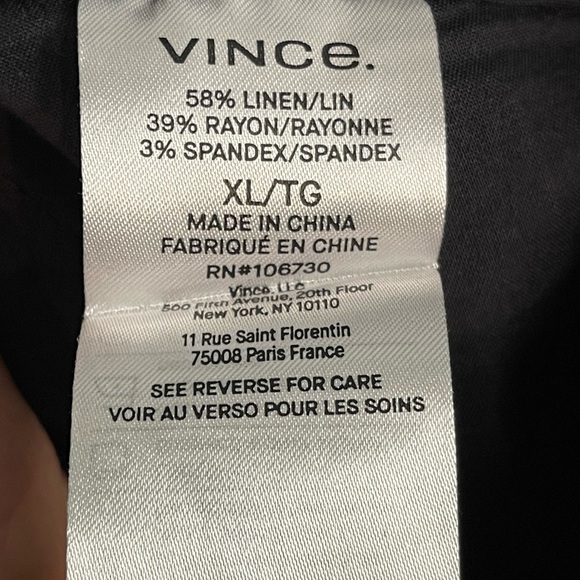 VINCE.
58% LINEN/LIN
39% RAYON/RAYONNE
3% SPANDEX/SPANDEX
XL/TG
MADE IN CHINA
FABRIQUÉ EN CHINE
RN#106730
Vince. LLC
500 Fifth Avenue, 20th Floor
New York, NY 10110
11 Rue Saint Florentin
75008 Paris France
SEE REVERSE FOR CARE
VOIR AU VERSO POUR LES SOINS